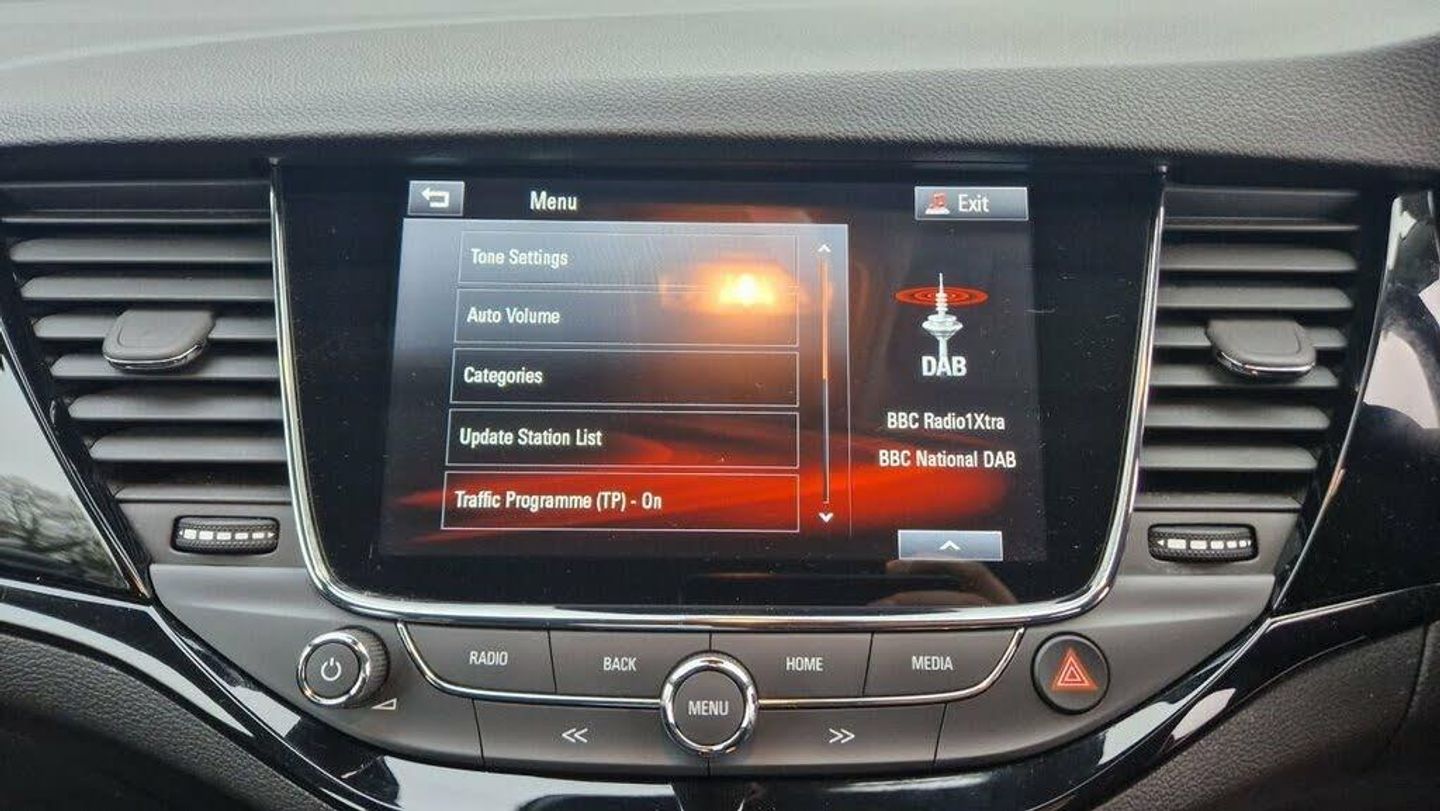 Menu
Exit
Tone Settings
Auto Volume
Categories
Update Station List
Traffic Programme (TP) - On
DAB
BBC Radio1Xtra
BBC National DAB
RADIO
BACK
MENU
HOME
MEDIA